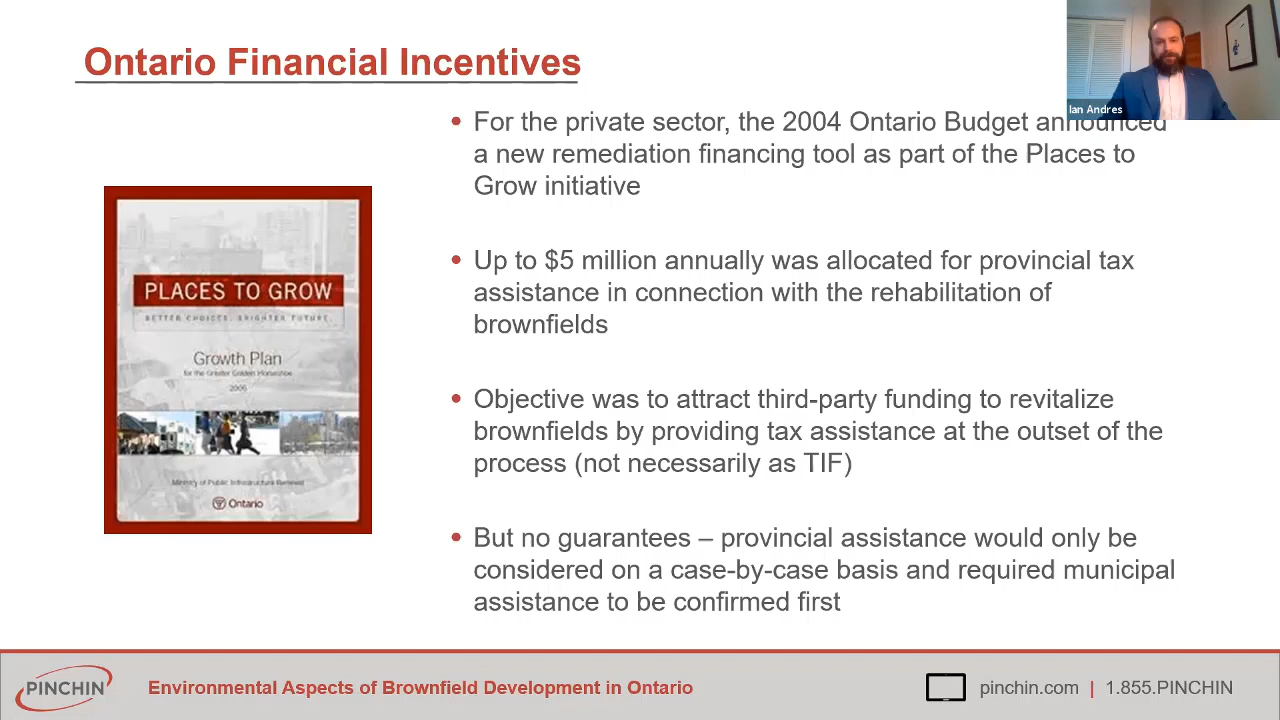 Ontario Financial Incentives
Ian Andres
• For the private sector, the 2004 Ontario Budget announced
a new remediation financing tool as part of the Places to
Grow initiative
• Up to $5 million annually was allocated for provincial tax
assistance in connection with the rehabilitation of
brownfields
• Objective was to attract third-party funding to revitalize
brownfields by providing tax assistance at the outset of the
process (not necessarily as TIF)
• But no guarantees – provincial assistance would only be
considered on a case-by-case basis and required municipal
assistance to be confirmed first
PLACES TO GROW
BETTER CHOICES. BRIGHTER FUTURE.
Growth Plan
for the Greater Golden Horseshoe
2006
Ministry of Public Infrastructure Renewal
Ontario
PINCHIN
Environmental Aspects of Brownfield Development in Ontario
pinchin.com | 1.855.PINCHIN